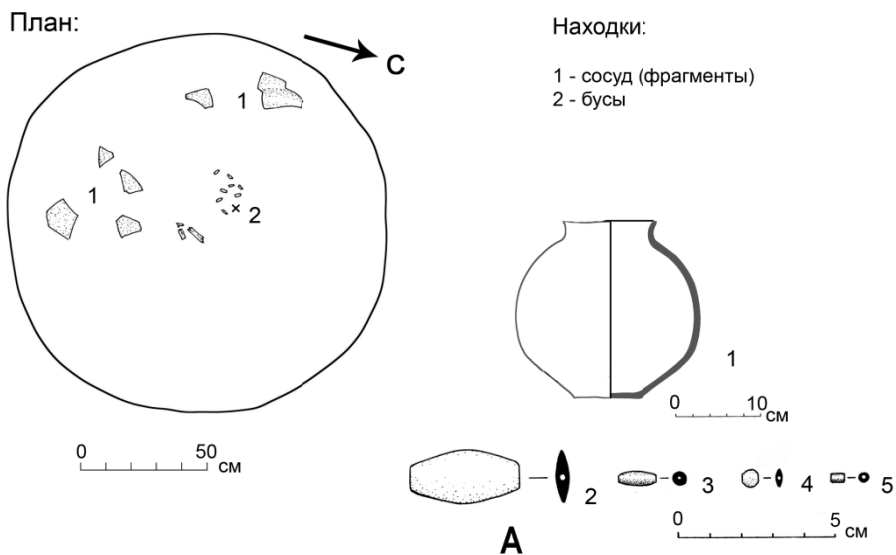 План:
С
1
1
2
0 50
см
Находки:
1 - сосуд (фрагменты)
2 - бусы
1
0 10
см
2
3
4
5
0 5
см
А